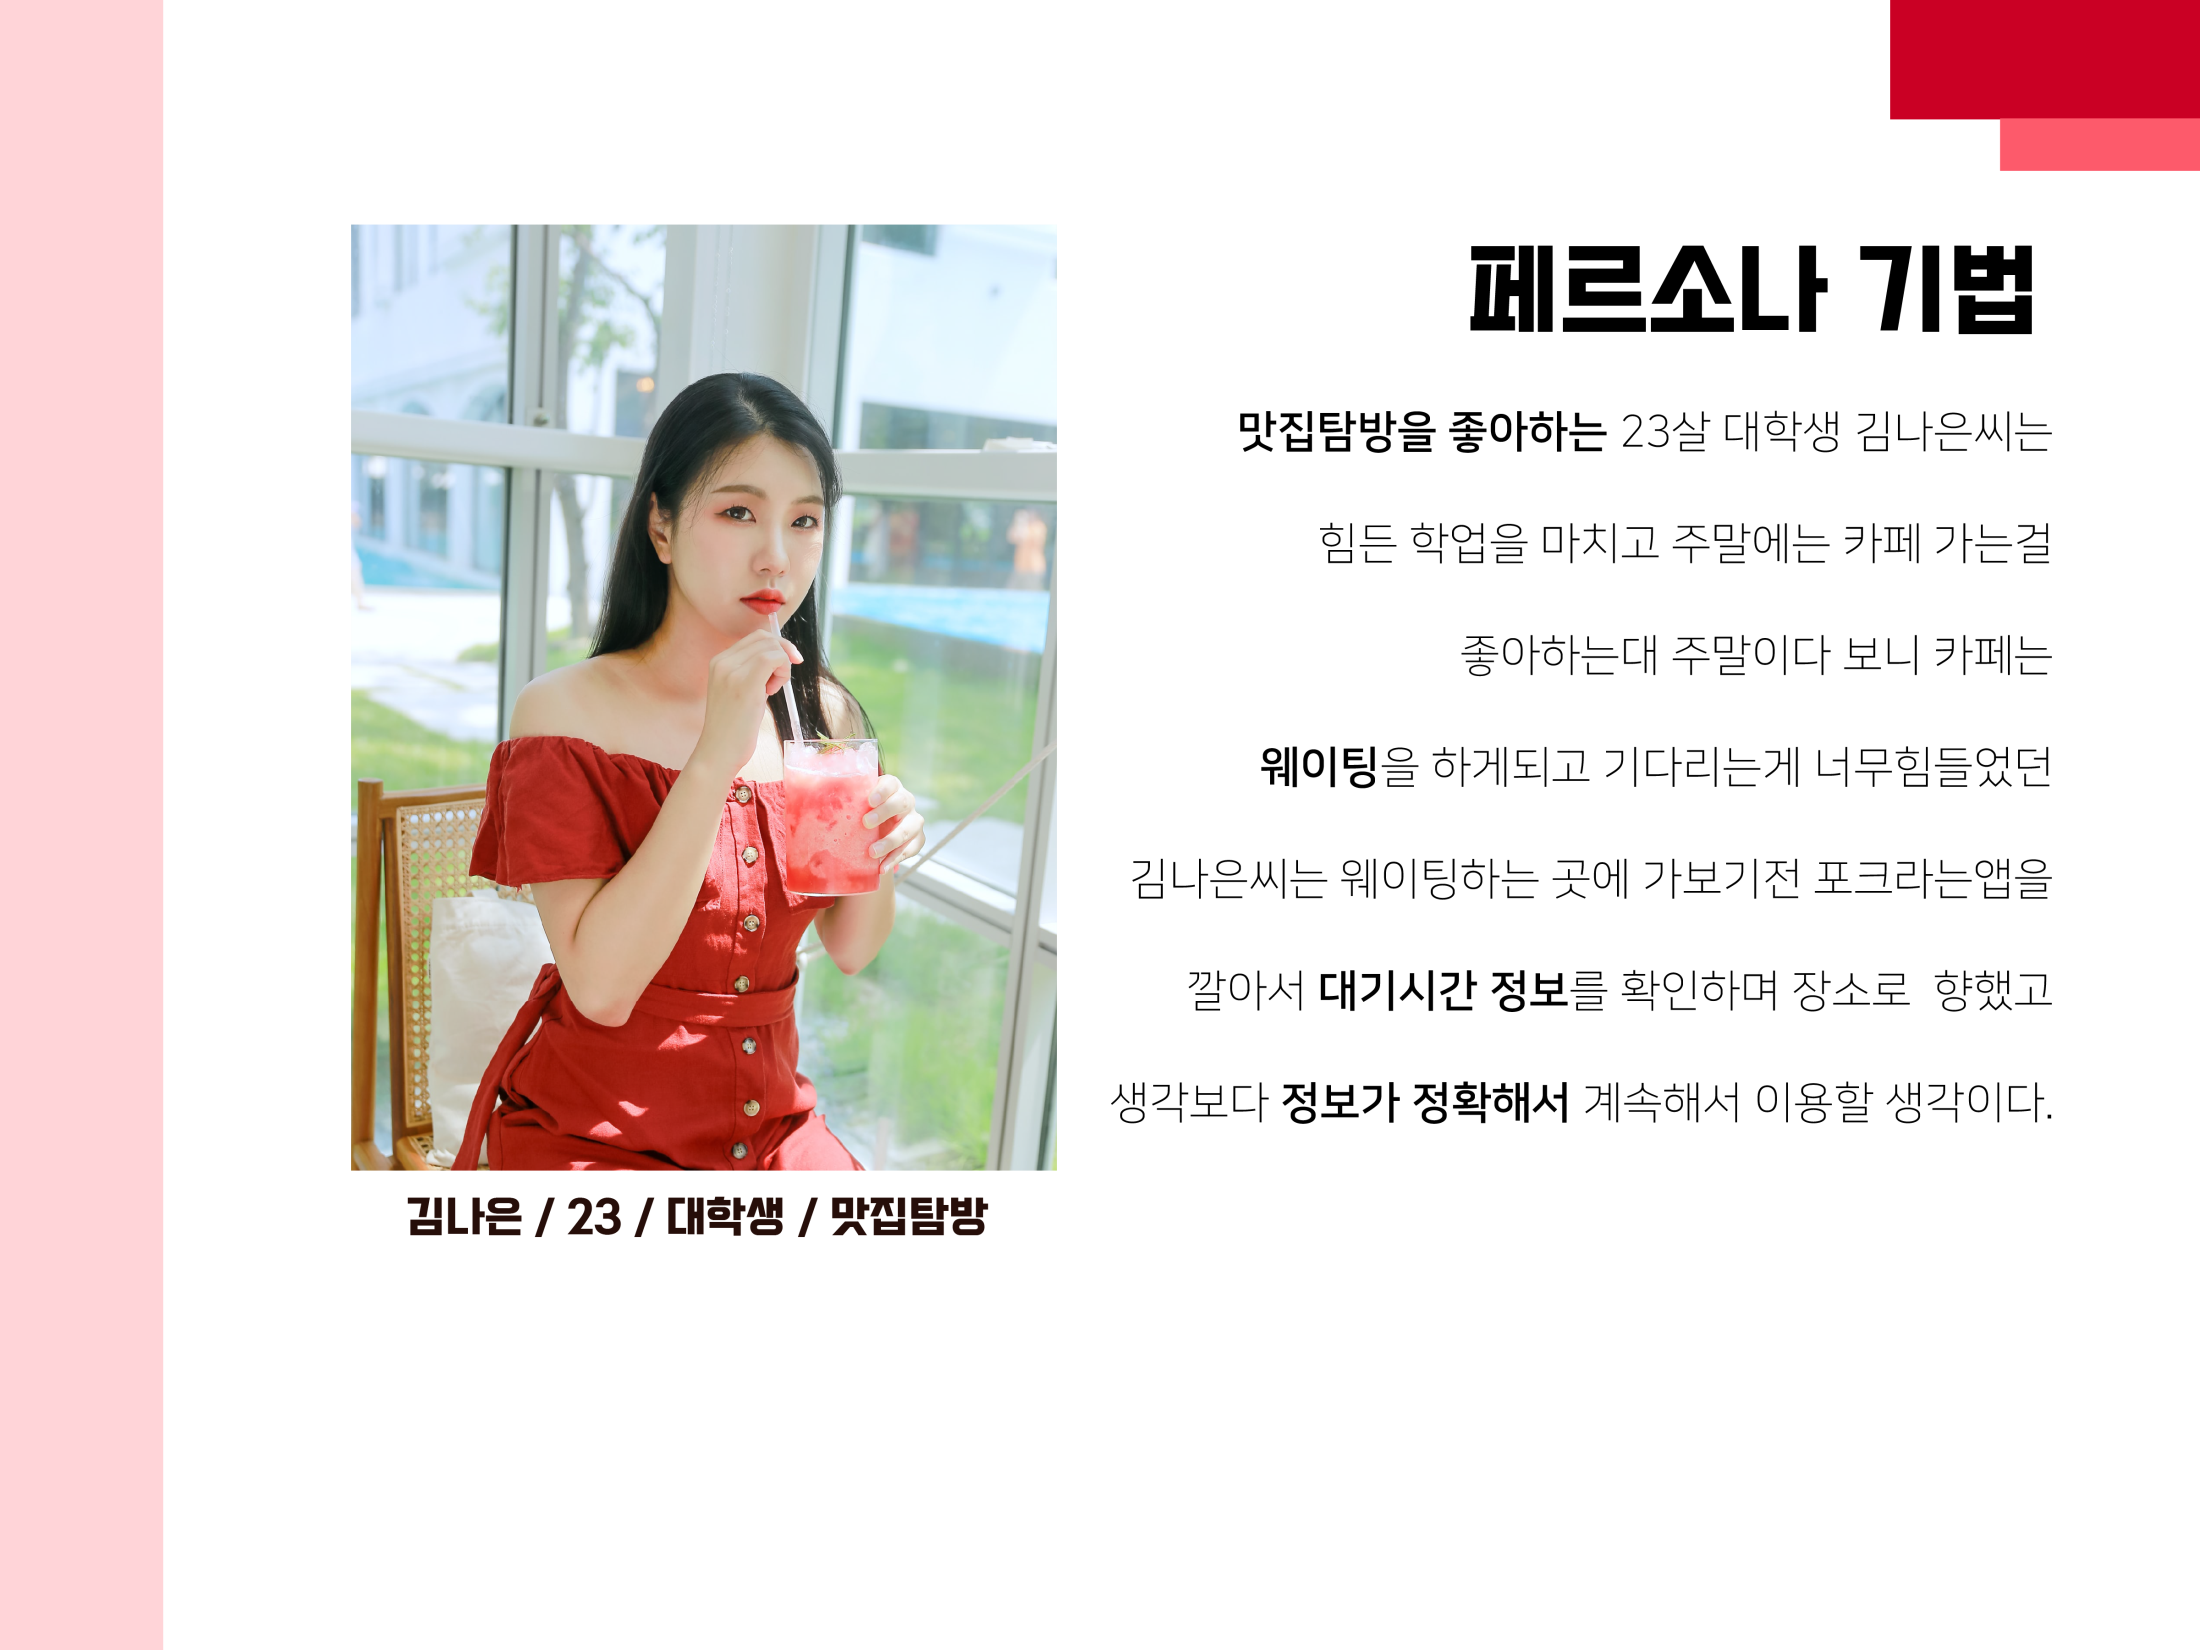 페르소나 기법
맛집탐방을 좋아하는 23살 대학생 김나은씨는
힘든 학업을 마치고 주말에는 카페 가는걸
좋아하는대 주말이다 보니 카페는
웨이팅을 하게되고 기다리는게 너무힘들었던
김나은씨는 웨이팅하는 곳에 가보기전 포크라는앱을
깔아서 대기시간 정보를 확인하며 장소로  향했고
생각보다 정보가 정확해서 계속해서 이용할 생각이다.
김나은 / 23 / 대학생 / 맛집탐방